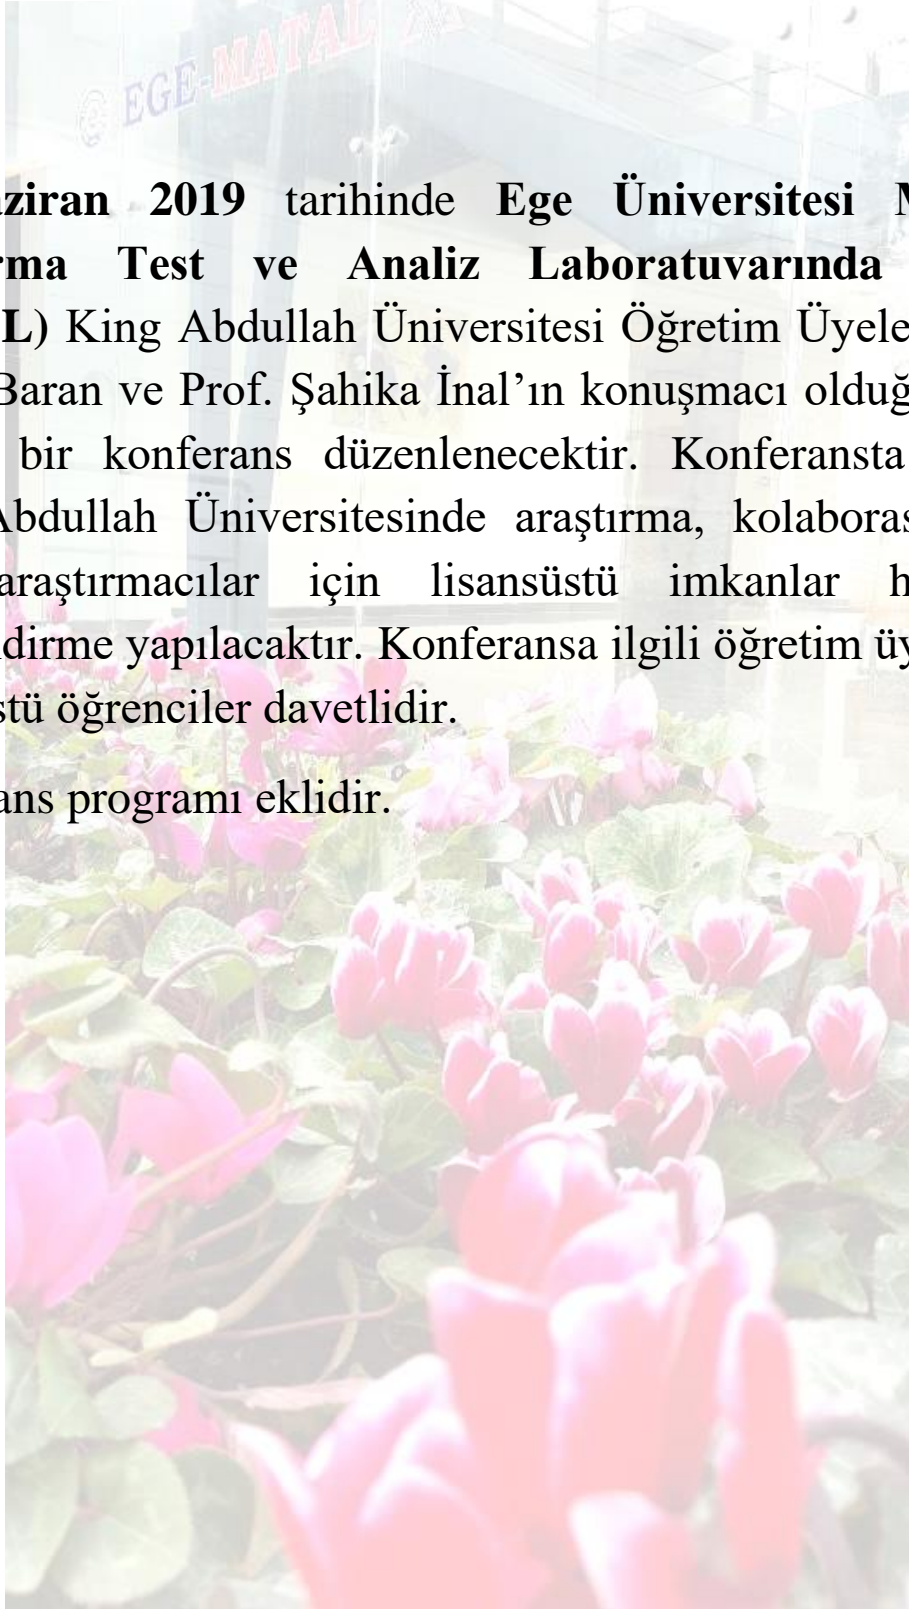 EGE-MATAL
aziran 2019 tarihinde Ege Üniversitesi M
rma Test ve Analiz Laboratuvarında
L) King Abdullah Üniversitesi Öğretim Üyele
Baran ve Prof. Şahika İnal’ın konuşmacı olduğ
bir konferans düzenlenecektir. Konferansta
Abdullah Üniversitesinde araştırma, kolaboras
araştırmacılar için lisansüstü imkanlar h
ndirme yapılacaktır. Konferansa ilgili öğretim üy
stü öğrenciler davetlidir.
ans programı eklidir.